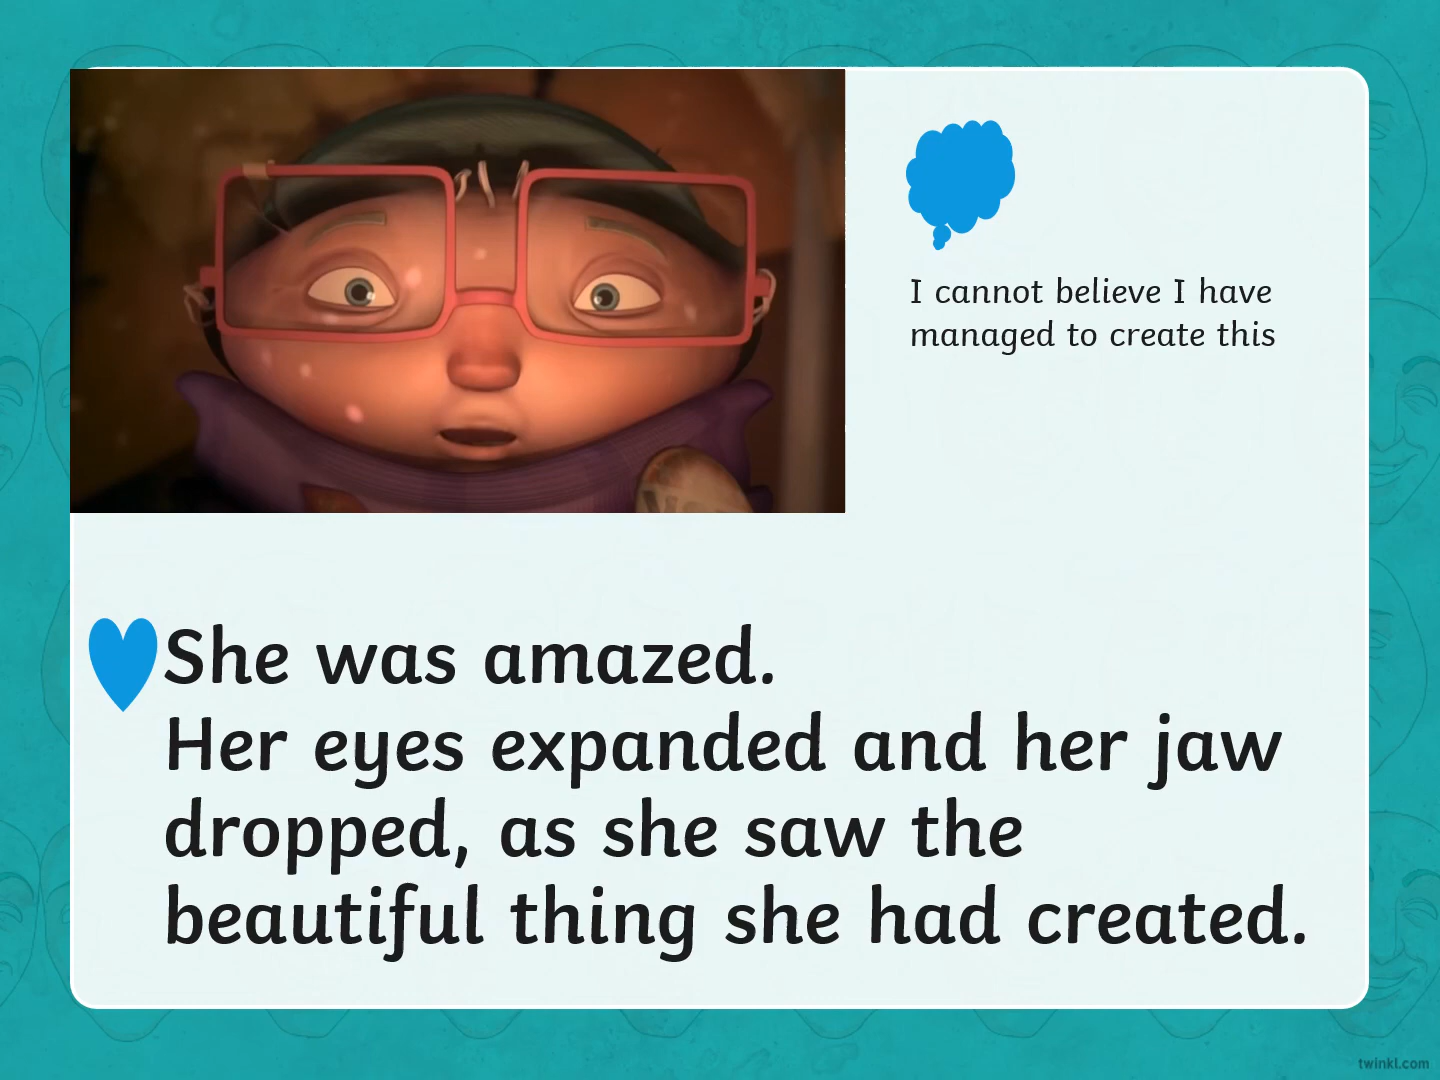 I cannot believe I have
managed to create this
She was amazed.
Her eyes expanded and her jaw
dropped, as she saw the
beautiful thing she had created.
twinkl.com